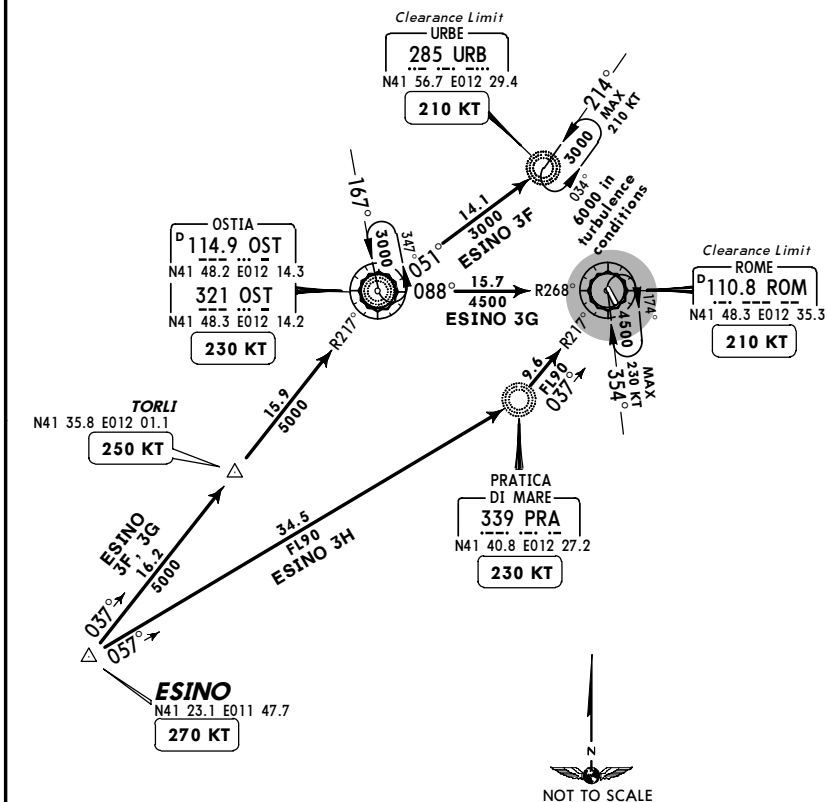 Clearance Limit
URBE
285 URB
N41 56.7 E012 29.4
210 KT
214°
MAX
210 KT
3000
034°
6000 in
turbulence
conditions
167°
3000
347°
051°
14.1
3000
ESINO 3F
OSTIA
D 114.9 OST
N41 48.2 E012 14.3
321 OST
N41 48.3 E012 14.2
230 KT
088°
15.7
4500
ESINO 3G
R268°
Clearance Limit
ROME
D 110.8 ROM
N41 48.3 E012 35.3
210 KT
174°
4500
MAX
230 KT
354°
R217°
R217°
9.6
FL90
037°
15.9
5000
TORLI
N41 35.8 E012 01.1
250 KT
PRATICA
DI MARE
339 PRA
N41 40.8 E012 27.2
230 KT
34.5
FL90
ESINO 3H
ESINO
3F, 3G
16.2
5000
037°
057°
ESINO
N41 23.1 E011 47.7
270 KT
N
NOT TO SCALE